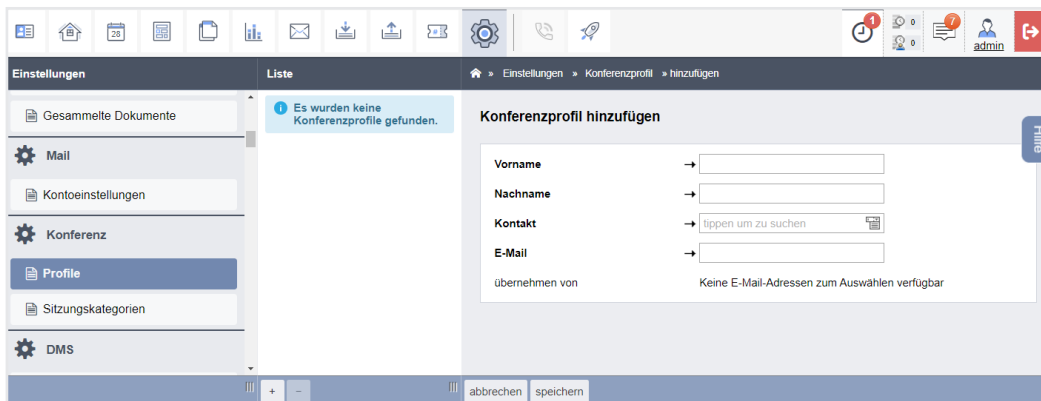 28
1
0
0
7
admin
Einstellungen
Liste
» Einstellungen » Konferenzprofil » hinzufügen
Gesammelte Dokumente
Mail
Kontoeinstellungen
Konferenz
Profile
Sitzungskategorien
DMS
Es wurden keine
Konferenzprofile gefunden.
Konferenzprofil hinzufügen
Vorname
Nachname
Kontakt
tippen um zu suchen
E-Mail
übernehmen von
Keine E-Mail-Adressen zum Auswählen verfügbar
Hilfe
+
−
abbrechen
speichern